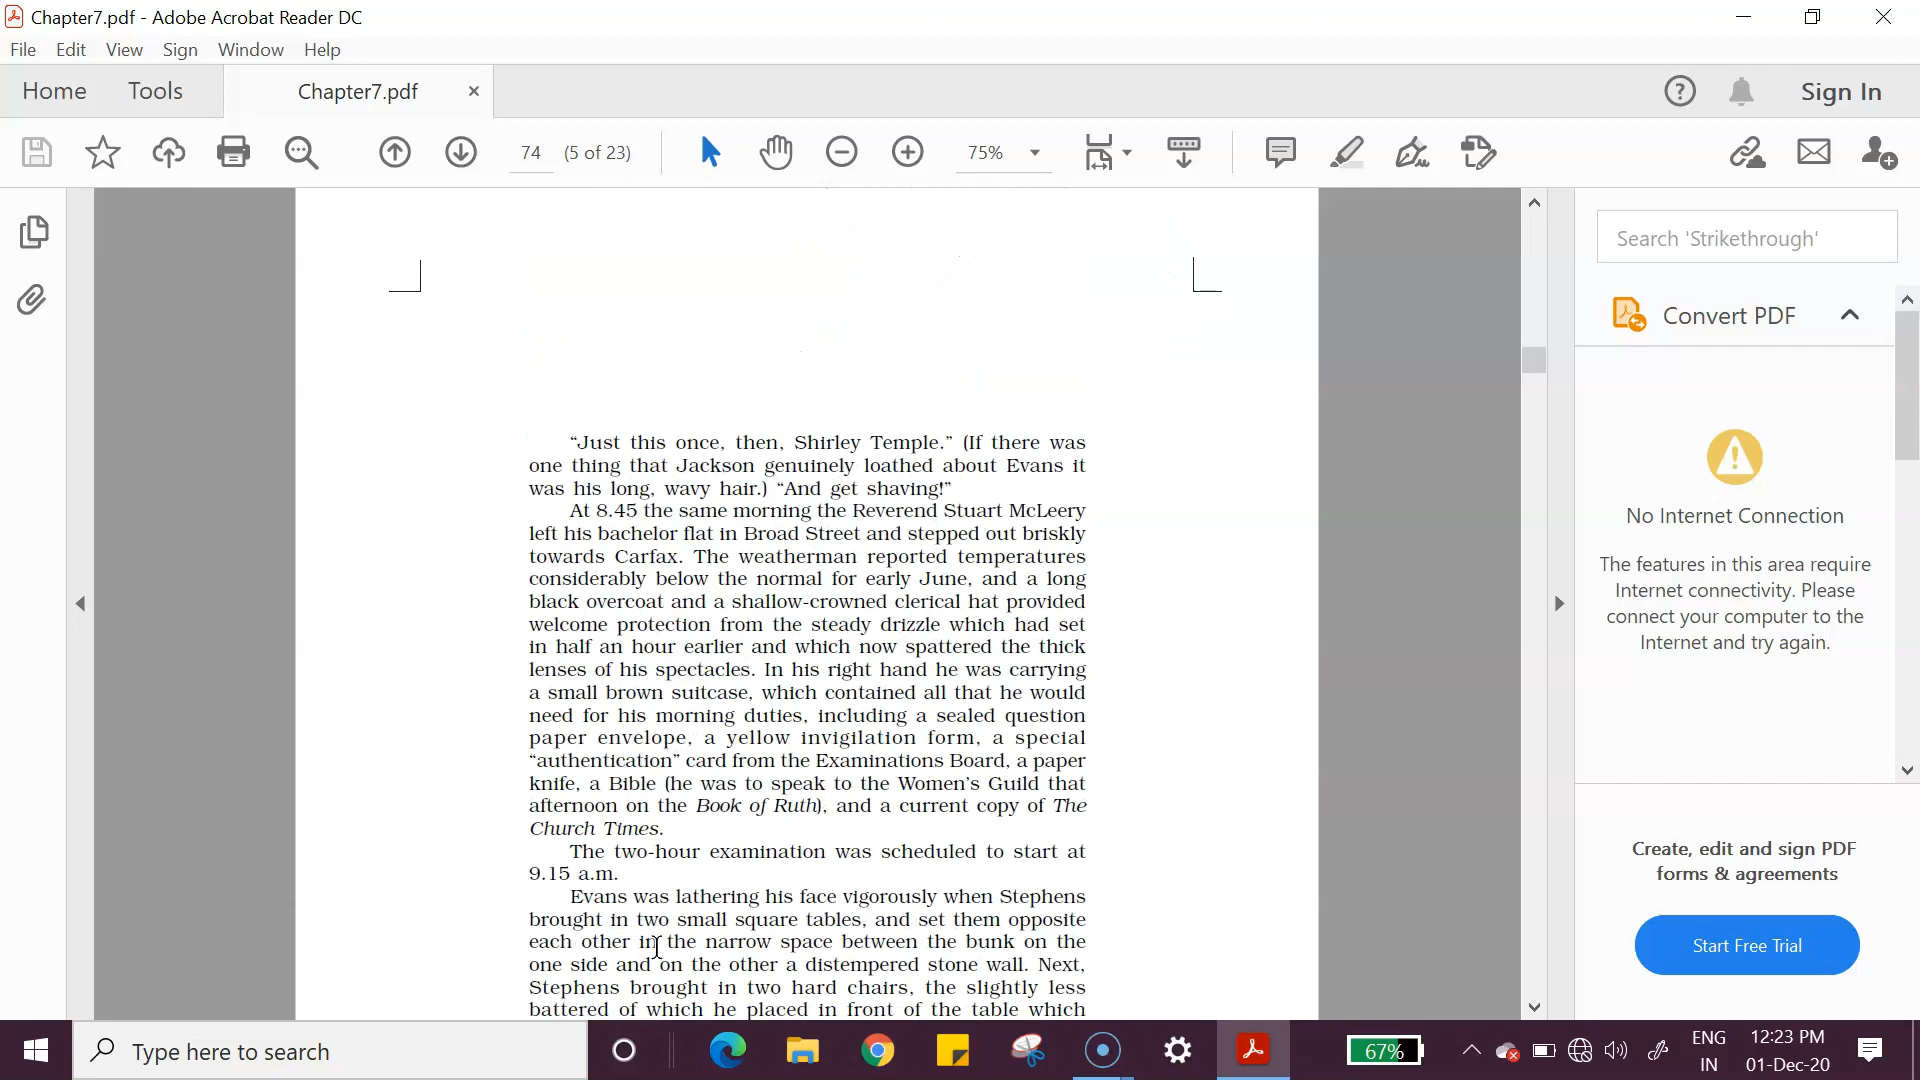 Chapter7.pdf - Adobe Acrobat Reader DC
File Edit View Sign Window Help
Home Tools Chapter7.pdf × Sign In
74 (5 of 23) 75%
Search 'Strikethrough'
Convert PDF
No Internet Connection
The features in this area require
Internet connectivity. Please
connect your computer to the
Internet and try again.
Create, edit and sign PDF
forms & agreements
Start Free Trial
“Just this once, then, Shirley Temple.” (If there was
one thing that Jackson genuinely loathed about Evans it
was his long, wavy hair.) “And get shaving!”
At 8.45 the same morning the Reverend Stuart McLeery
left his bachelor flat in Broad Street and stepped out briskly
towards Carfax. The weatherman reported temperatures
considerably below the normal for early June, and a long
black overcoat and a shallow-crowned clerical hat provided
welcome protection from the steady drizzle which had set
in half an hour earlier and which now spattered the thick
lenses of his spectacles. In his right hand he was carrying
a small brown suitcase, which contained all that he would
need for his morning duties, including a sealed question
paper envelope, a yellow invigilation form, a special
“authentication” card from the Examinations Board, a paper
knife, a Bible (he was to speak to the Women’s Guild that
afternoon on the Book of Ruth), and a current copy of The
Church Times.
The two-hour examination was scheduled to start at
9.15 a.m.
Evans was lathering his face vigorously when Stephens
brought in two small square tables, and set them opposite
each other in the narrow space between the bunk on the
one side and on the other a distempered stone wall. Next,
Stephens brought in two hard chairs, the slightly less
battered of which he placed in front of the table which
Type here to search
67%
ENG
IN
12:23 PM
01-Dec-20